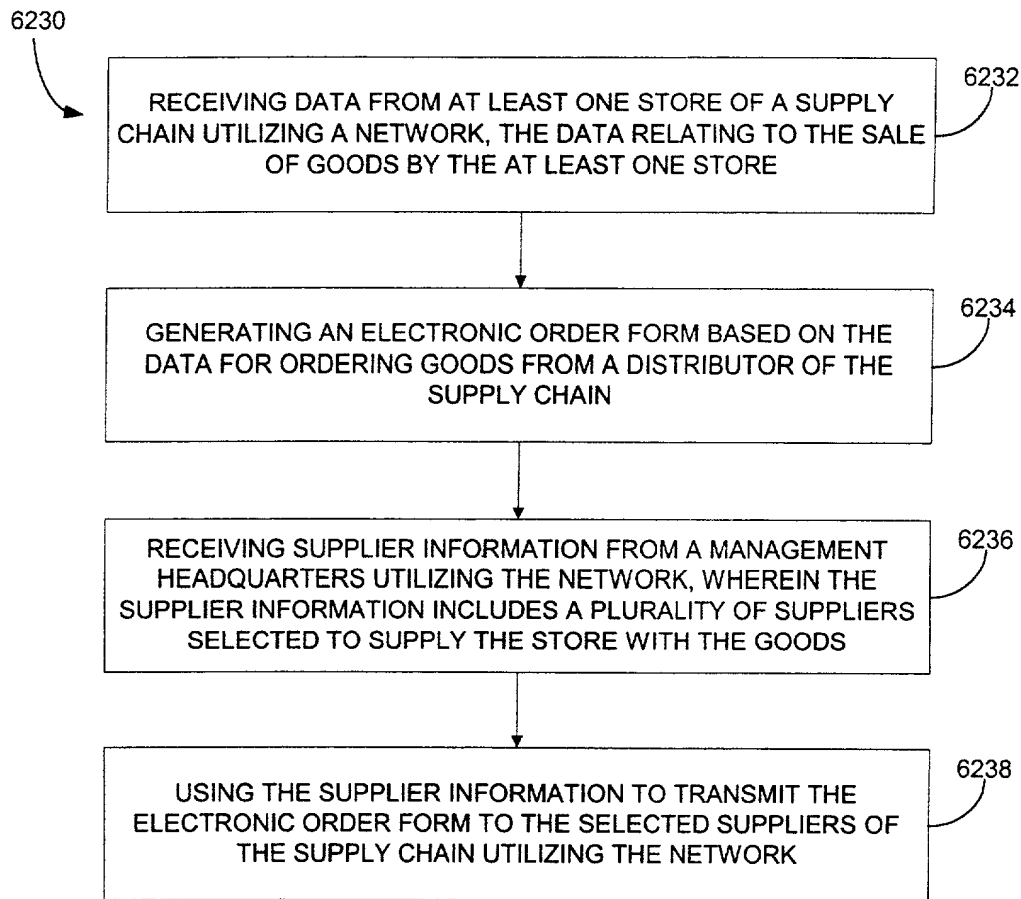 6230
6232
RECEIVING DATA FROM AT LEAST ONE STORE OF A SUPPLY
CHAIN UTILIZING A NETWORK, THE DATA RELATING TO THE SALE
OF GOODS BY THE AT LEAST ONE STORE
6234
GENERATING AN ELECTRONIC ORDER FORM BASED ON THE
DATA FOR ORDERING GOODS FROM A DISTRIBUTOR OF THE
SUPPLY CHAIN
6236
RECEIVING SUPPLIER INFORMATION FROM A MANAGEMENT
HEADQUARTERS UTILIZING THE NETWORK, WHEREIN THE
SUPPLIER INFORMATION INCLUDES A PLURALITY OF SUPPLIERS
SELECTED TO SUPPLY THE STORE WITH THE GOODS
6238
USING THE SUPPLIER INFORMATION TO TRANSMIT THE
ELECTRONIC ORDER FORM TO THE SELECTED SUPPLIERS OF
THE SUPPLY CHAIN UTILIZING THE NETWORK